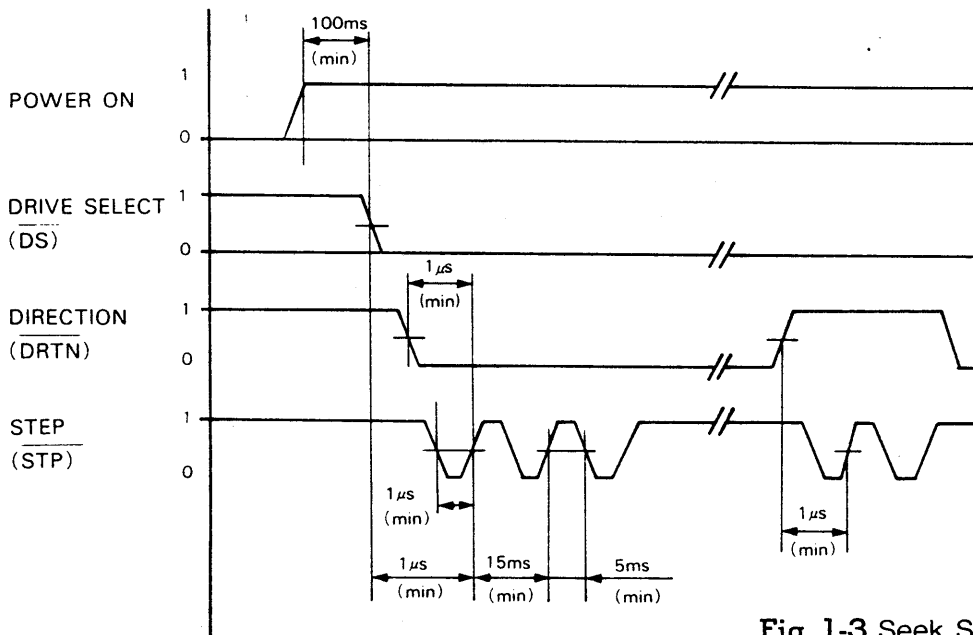 100ms
(min)
POWER ON
1
0
DRIVE SELECT
(DS)
1
0
1μs
(min)
DIRECTION
(DRTN)
1
0
STEP
(STP)
1
0
1μs
(min)
1μs
(min)
1μs
(min)
15ms
(min)
5ms
(min)
Fig. 1-3 Seek S